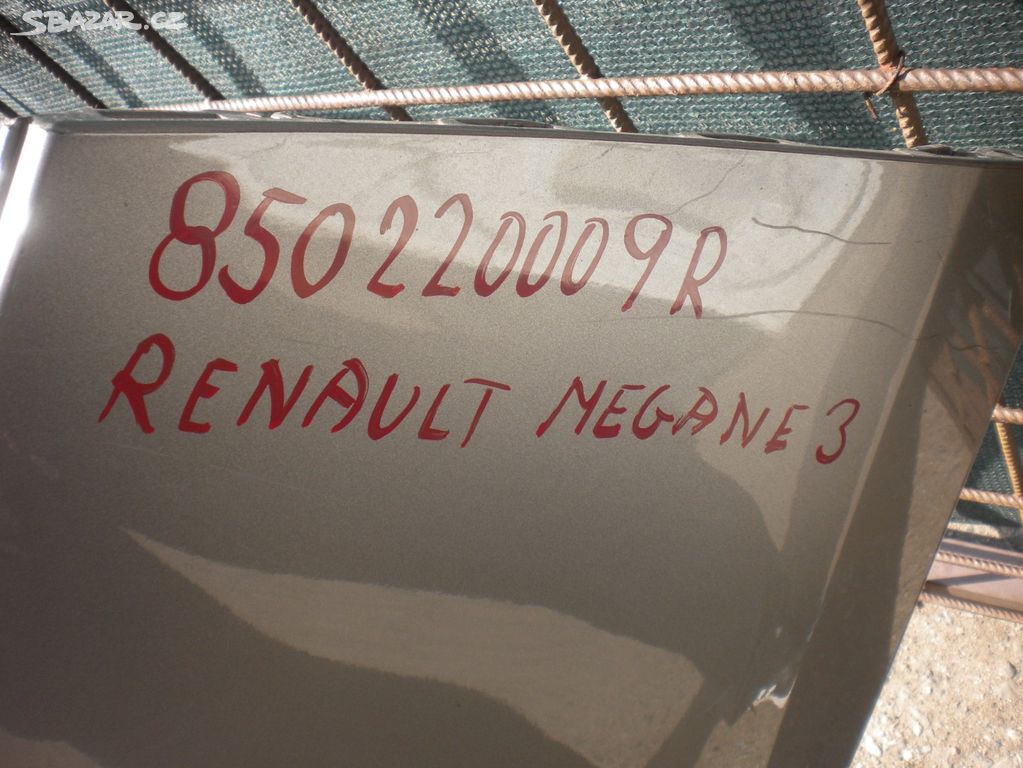 SBAZAR.CZ
850220009R
RENAULT MEGANE 3